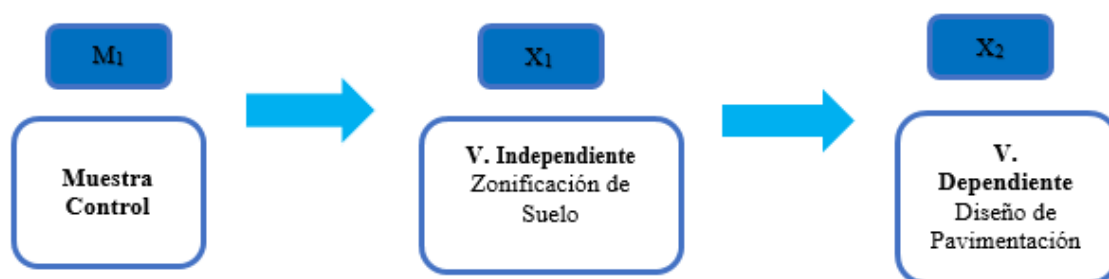 M₁
X₁
X₂
Muestra
Control
V. Independiente
Zonificación de
Suelo
V.
Dependiente
Diseño de
Pavimentación